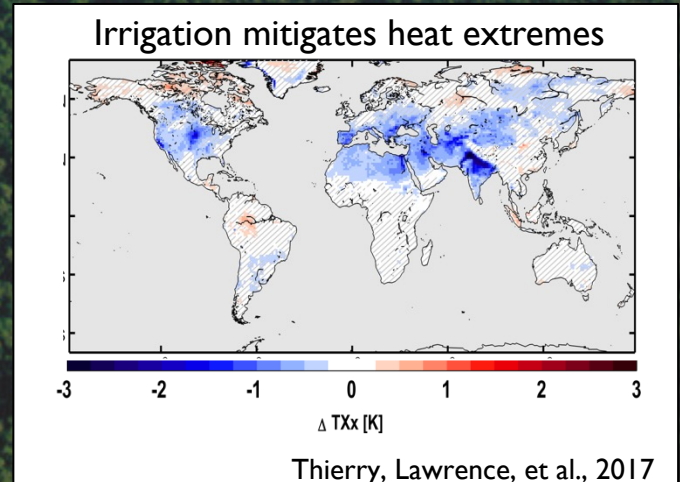 Irrigation mitigates heat extremes
N
N
S
S
-3 -2 -1 0 1 2 3
Δ TXx [K]
Thierry, Lawrence, et al., 2017